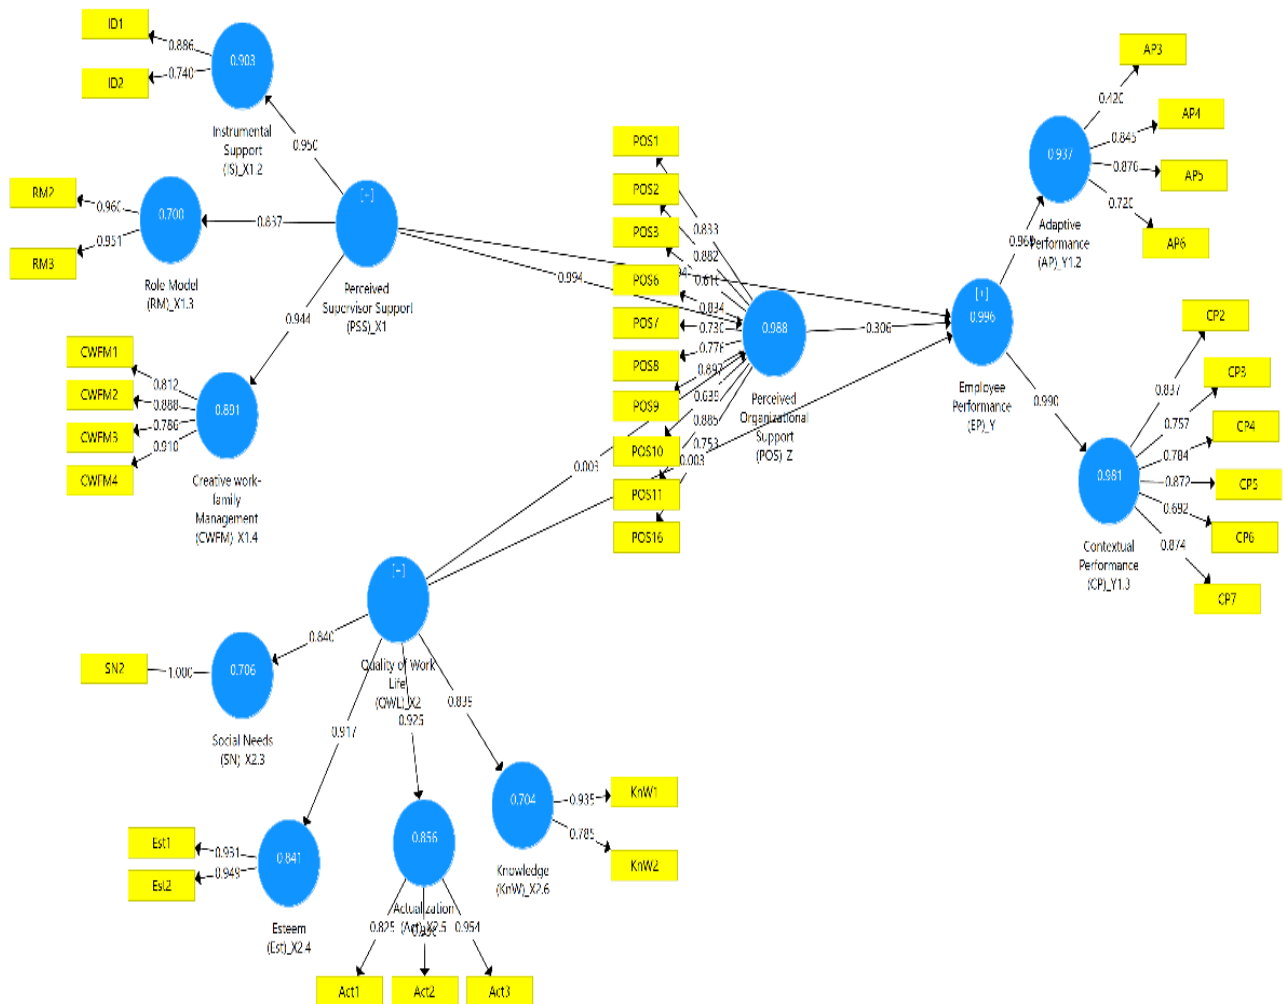 ID1
0.886
0.903
0.740
ID2
Instrumental
Support
(IS)_X1.2
0.950
RM2
0.960
0.700
0.951
RM3
Role Model
(RM)_X1.3
0.837
[+]
Perceived
Supervisor Support
(PSS)_X1
0.944
CWFM1
0.812
CWFM2
0.888
0.891
CWFM3
0.786
CWFM4
0.910
Creative work-
family
Management
(CWFM)_X1.4
0.994
POS1
0.833
POS2
0.882
POS3
0.616
POS6
0.834
POS7
0.730
POS8
0.776
POS9
0.897
POS10
0.635
POS11
0.885
POS16
0.753
0.988
Perceived
Organizational
Support
(POS)_Z
0.306
0.003
0.003
[+]
0.996
Employee
Performance
(EP)_Y
AP3
0.420
AP4
0.845
0.937
AP5
0.876
AP6
0.720
Adaptive
Performance
(AP)_Y1.2
0.990
CP2
0.837
CP3
0.757
CP4
0.784
0.981
CP5
0.872
CP6
0.692
CP7
0.874
Contextual
Performance
(CP)_Y1.3
[+]
Quality of Work
Life
(QWL)_X2
0.840
SN2
1.000
0.706
Social Needs
(SN)_X2.3
0.917
0.925
0.839
Est1
0.931
0.841
Est2
0.949
Esteem
(Est)_X2.4
0.856
Actualization
(Act)_X2.5
0.825
0.954
Act1
Act2
Act3
0.704
Knowledge
(KnW)_X2.6
0.935
KnW1
0.785
KnW2